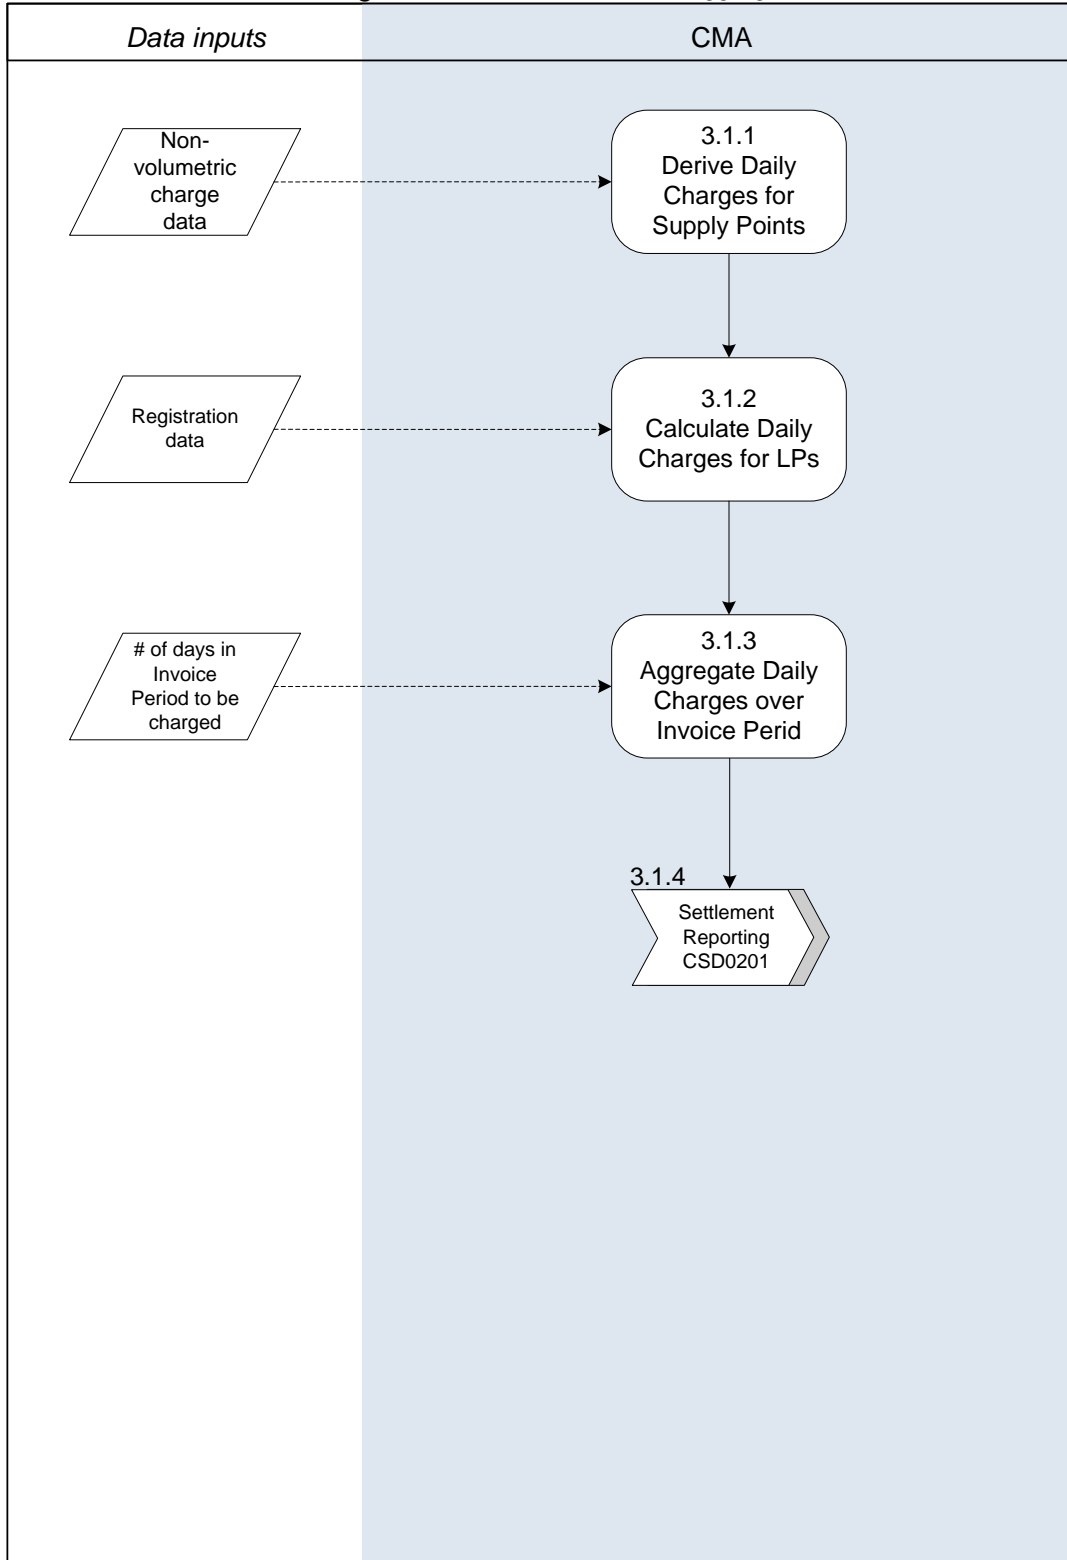 Data inputs
CMA
Non-
volumetric
charge
data
3.1.1
Derive Daily
Charges for
Supply Points
Registration
data
3.1.2
Calculate Daily
Charges for LPs
# of days in
Invoice
Period to be
charged
3.1.3
Aggregate Daily
Charges over
Invoice Perid
3.1.4
Settlement
Reporting
CSD0201